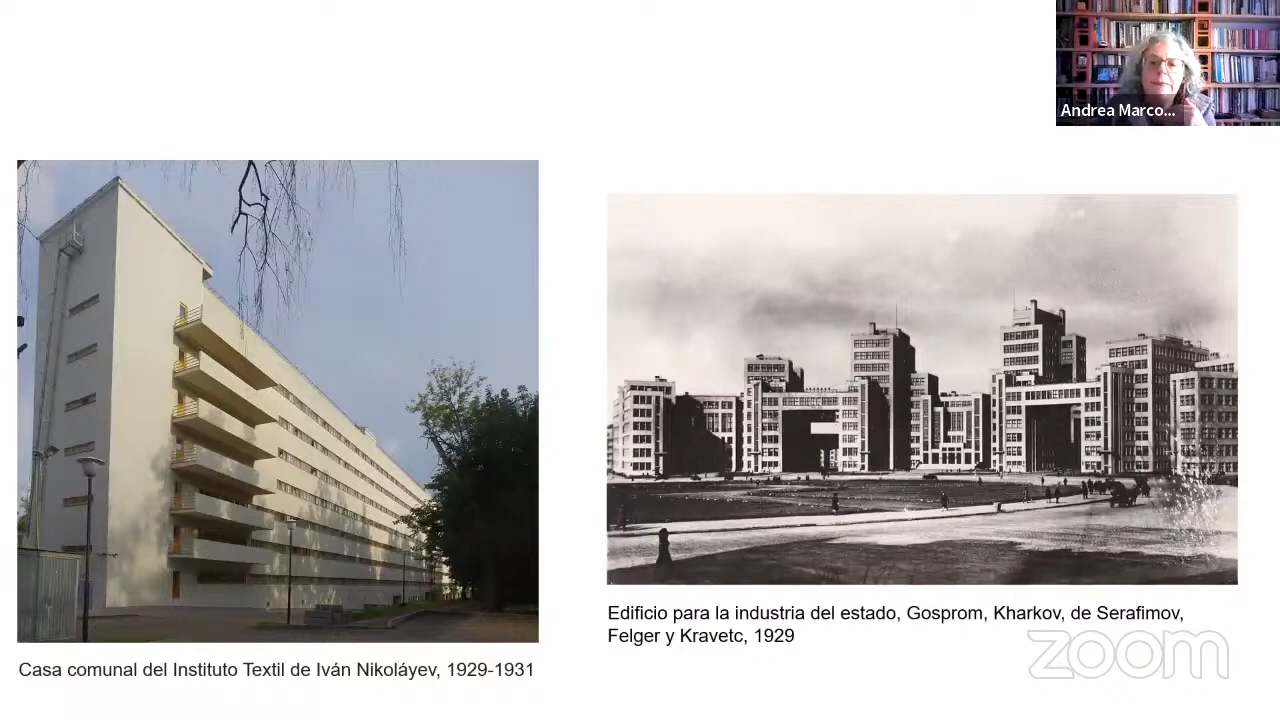 Andrea Marco...
Edificio para la industria del estado, Gosprom, Kharkov, de Serafimov,
Felger y Kravetc, 1929
Casa comunal del Instituto Textil de Iván Nikoláyev, 1929-1931
zoom